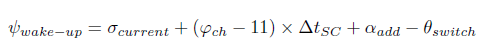 ψ_{wake-up} = σ_{current} + (φ_{ch} − 11) × Δt_{SC} + α_{add} − θ_{switch}